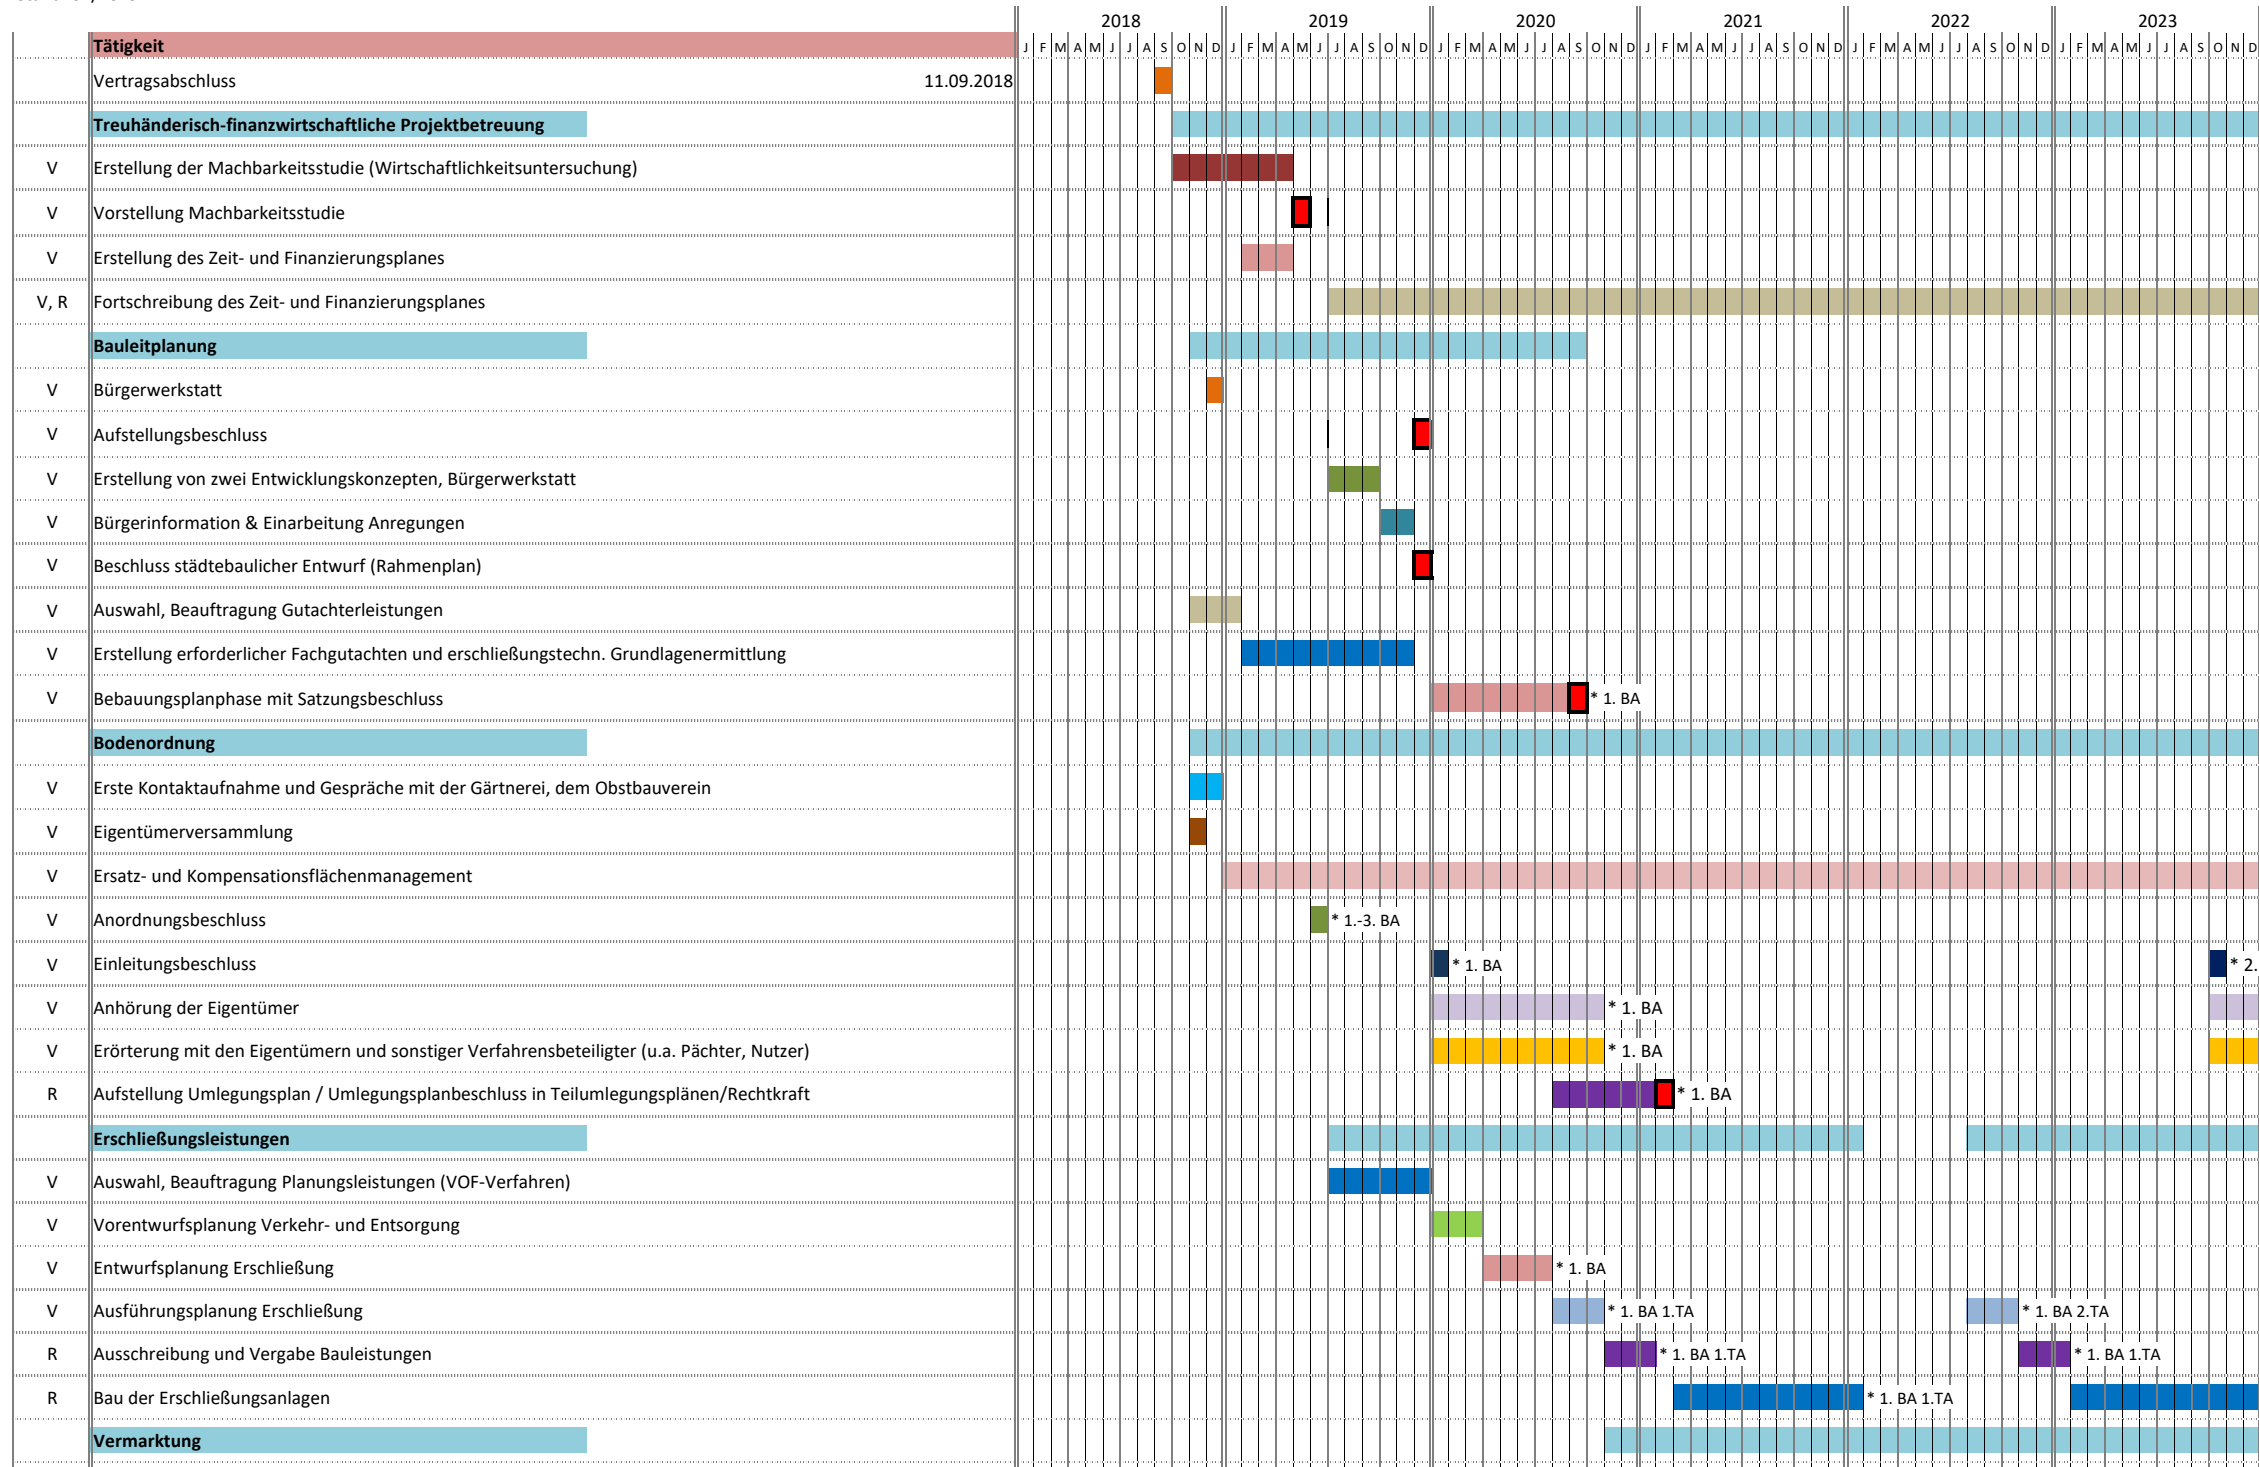 2018 2019 2020 2021 2022 2023
Tätigkeit J F M A M J J A S O N D J F M A M J J A S O N D J F M A M J J A S O N D J F M A M J J A S O N D J F M A M J J A S O N D J F M A M J J A S O N D
Vertragsabschluss 11.09.2018
Treuhänderisch-finanzwirtschaftliche Projektbetreuung
V Erstellung der Machbarkeitsstudie (Wirtschaftlichkeitsuntersuchung)
V Vorstellung Machbarkeitsstudie
V Erstellung des Zeit- und Finanzierungsplanes
V, R Fortschreibung des Zeit- und Finanzierungsplanes
Bauleitplanung
V Bürgerwerkstatt
V Aufstellungsbeschluss
V Erstellung von zwei Entwicklungskonzepten, Bürgerwerkstatt
V Bürgerinformation & Einarbeitung Anregungen
V Beschluss städtebaulicher Entwurf (Rahmenplan)
V Auswahl, Beauftragung Gutachterleistungen
V Erstellung erforderlicher Fachgutachten und erschließungstechn. Grundlagenermittlung
V Bebauungsplanphase mit Satzungsbeschluss * 1. BA
Bodenordnung
V Erste Kontaktaufnahme und Gespräche mit der Gärtnerei, dem Obstbauverein
V Eigentümerversammlung
V Ersatz- und Kompensationsflächenmanagement
V Anordnungsbeschluss * 1.-3. BA
V Einleitungsbeschluss * 1. BA * 2.
V Anhörung der Eigentümer * 1. BA
V Erörterung mit den Eigentümern und sonstiger Verfahrensbeteiligter (u.a. Pächter, Nutzer) * 1. BA
R Aufstellung Umlegungsplan / Umlegungsplanbeschluss in Teilumlegungsplänen/Rechtkraft * 1. BA
Erschließungsleistungen
V Auswahl, Beauftragung Planungsleistungen (VOF-Verfahren)
V Vorentwurfsplanung Verkehr- und Entsorgung
V Entwurfsplanung Erschließung * 1. BA
V Ausführungsplanung Erschließung * 1. BA 1.TA * 1. BA 2.TA
R Ausschreibung und Vergabe Bauleistungen * 1. BA 1.TA * 1. BA 1.TA
R Bau der Erschließungsanlagen * 1. BA 1.TA
Vermarktung